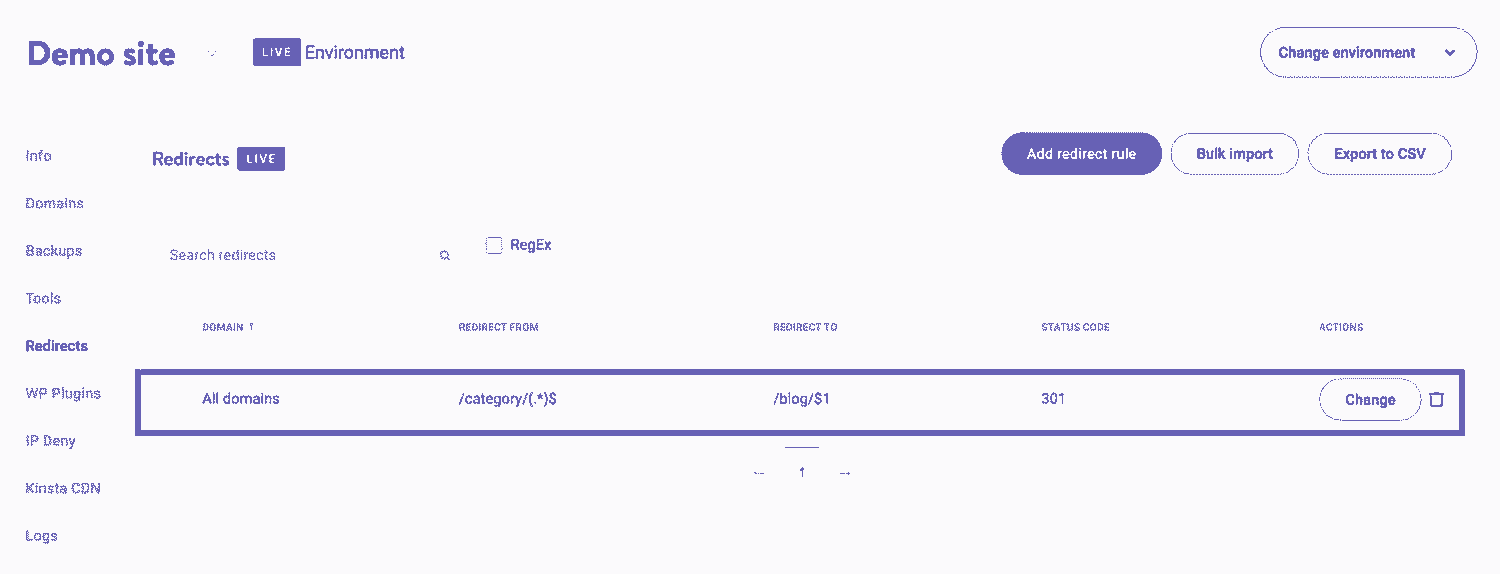 Demo site LIVE Environment Change environment
Info
Redirects LIVE Add redirect rule Bulk import Export to CSV
Domains
Backups
Search redirects RegEx
Tools
DOMAIN ↑ REDIRECT FROM REDIRECT TO STATUS CODE ACTIONS
Redirects
WP Plugins
All domains /category/(.*)$ /blog/$1 301 Change
IP Deny
← 1 →
Kinsta CDN
Logs